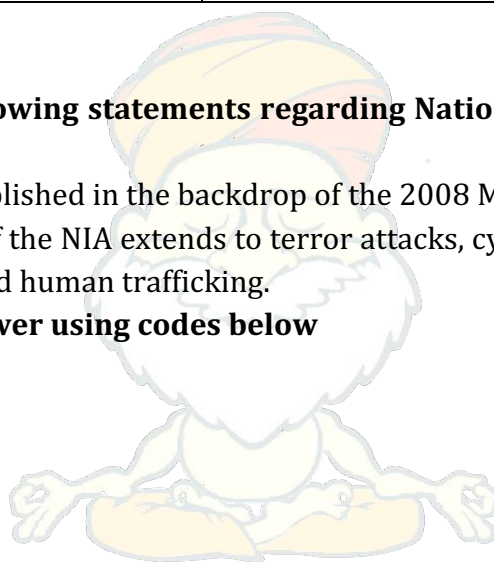 owing statements regarding Natio
lished in the backdrop of the 2008 M
f the NIA extends to terror attacks, cy
d human trafficking.
wer using codes below